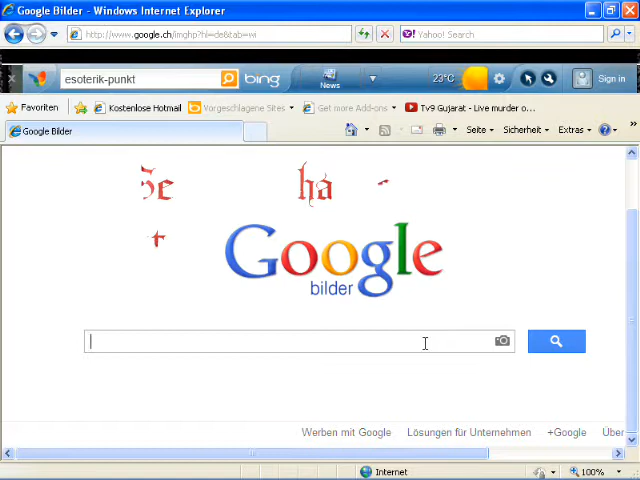 Google Bilder - Windows Internet Explorer
http://www.google.ch/imghp?hl=de&tab=wi
Yahoo! Search
esoterik-punkt
bing
News
23°C
Sign in
Favoriten
Kostenlose Hotmail
Vorgeschlagene Sites
Get more Add-ons
Tv9 Gujarat - Live murder o...
Google Bilder
Seite
Sicherheit
Extras
Se ha -
t
Google
bilder
Werben mit Google Lösungen für Unternehmen +Google Über
Internet
100%